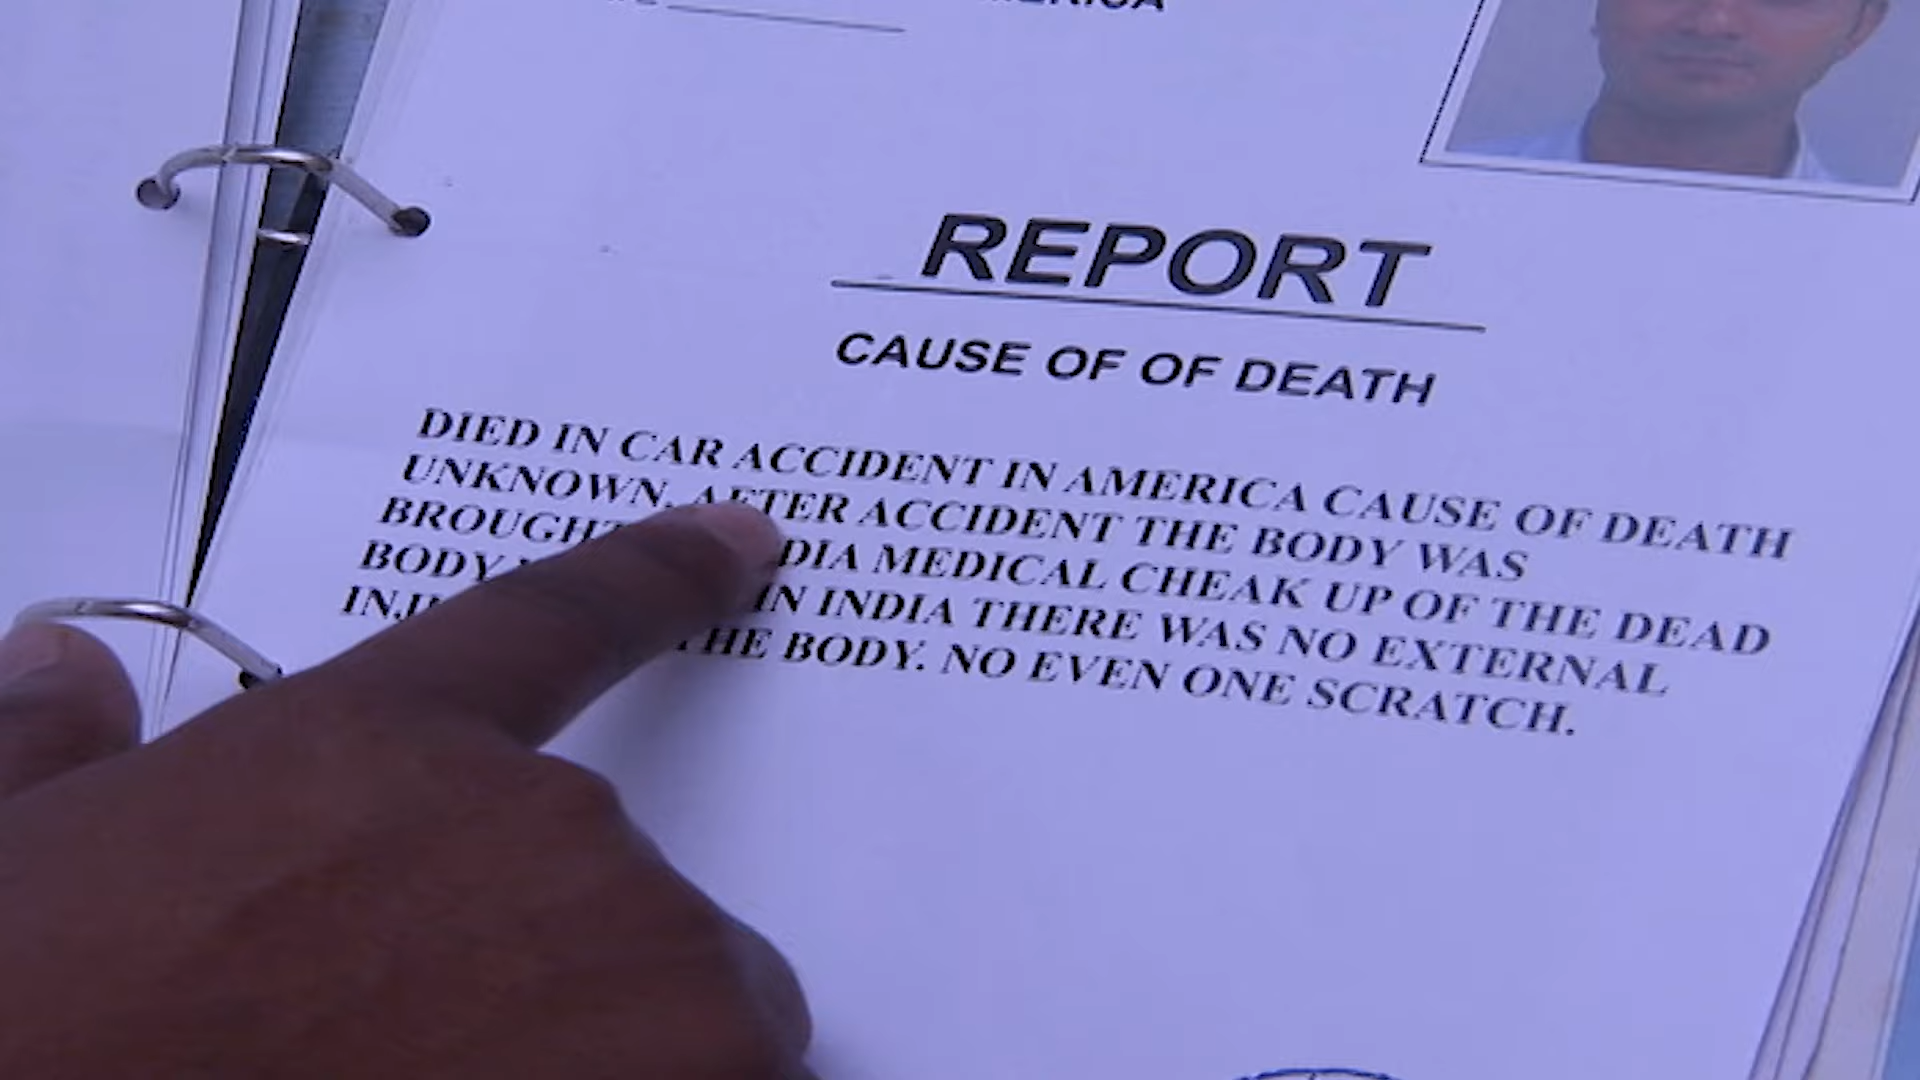 REPORT
CAUSE OF OF DEATH
DIED IN CAR ACCIDENT IN AMERICA CAUSE OF DEATH
UNKNOWN. AFTER ACCIDENT THE BODY WAS
BROUGHT MEDICAL CHEAK UP OF THE DEAD
BODY IN INDIA THERE WAS NO EXTERNAL
THE BODY. NO EVEN ONE SCRATCH.